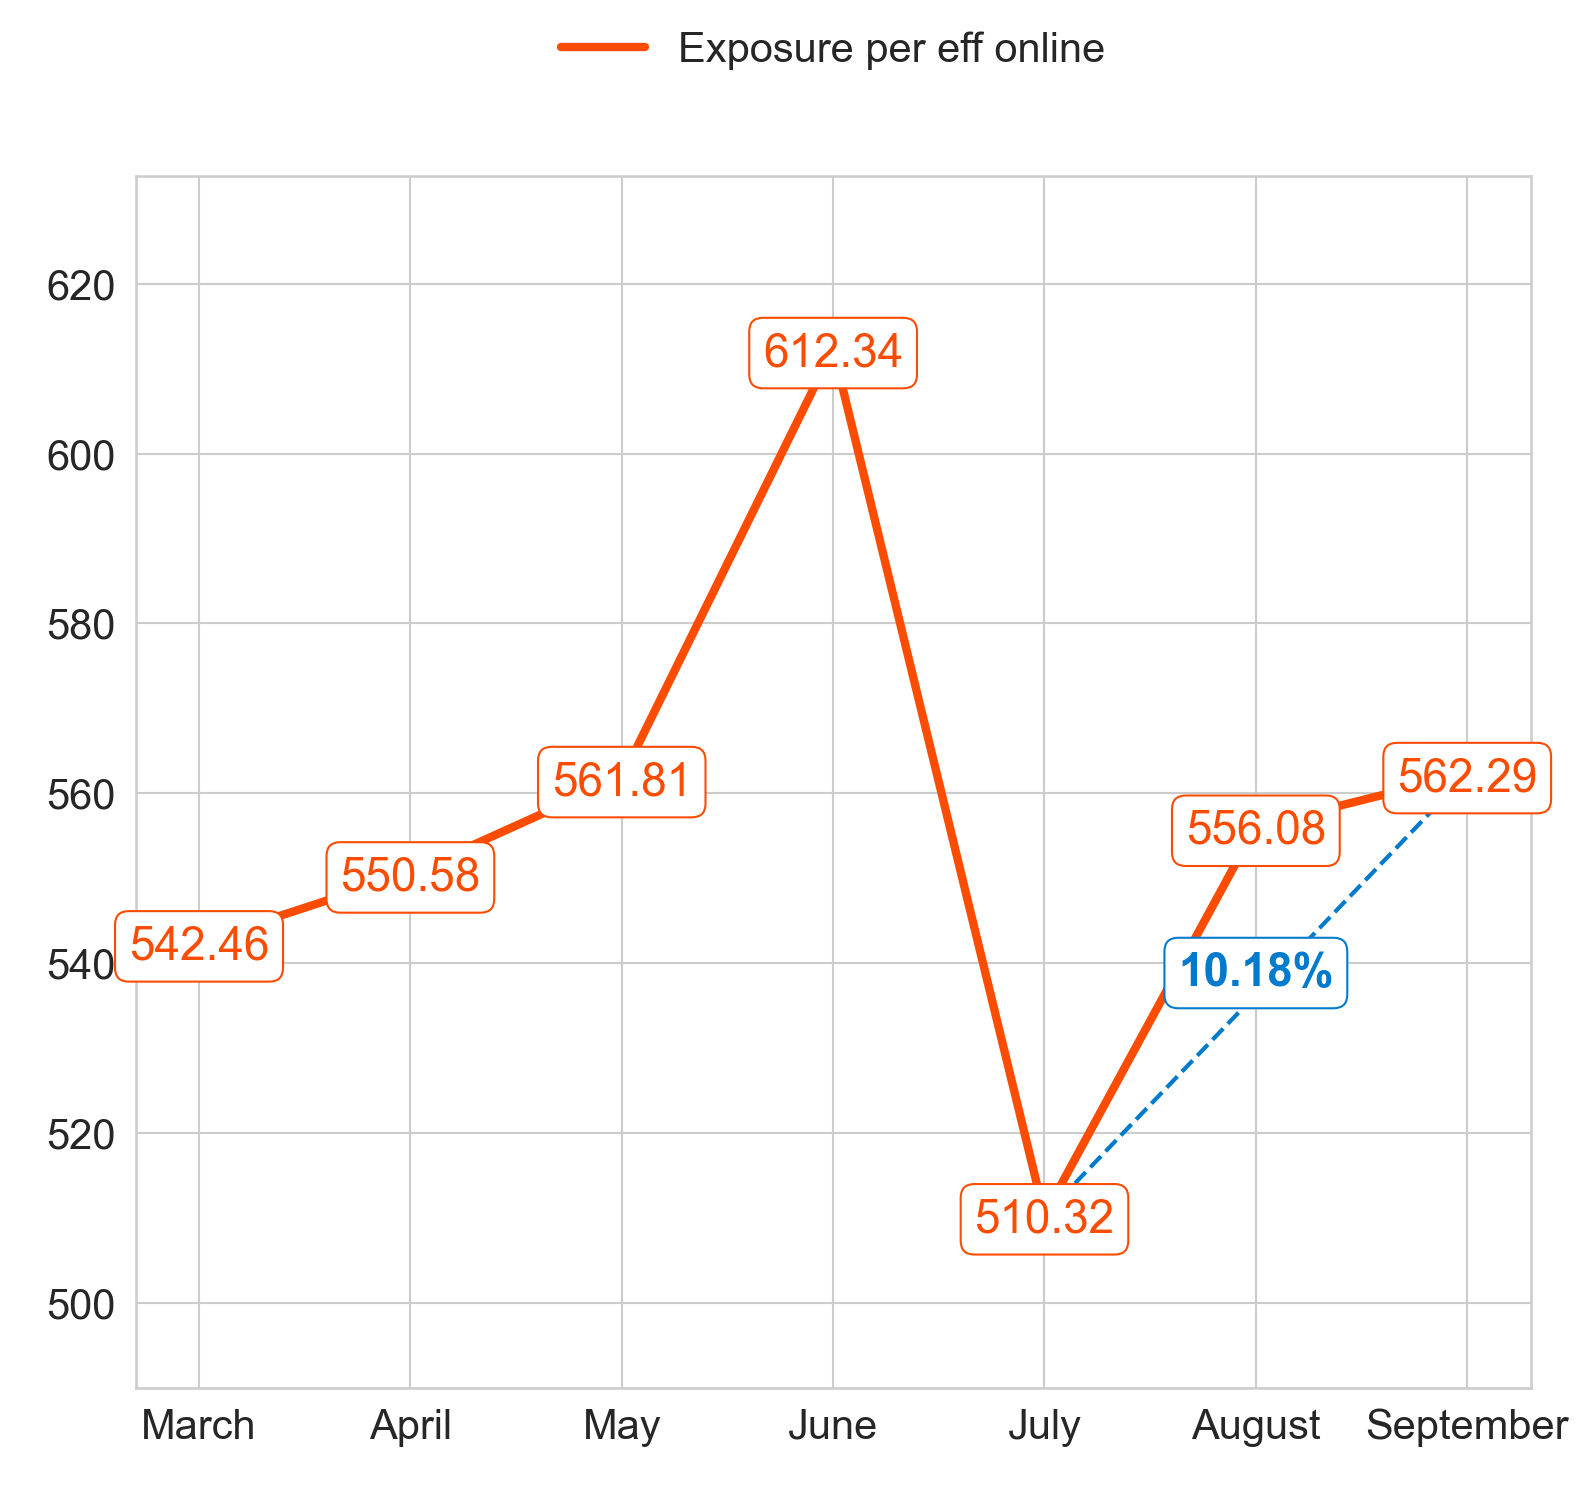 Exposure per eff online
620
600
580
560
540
520
500
612.34
561.81
562.29
556.08
550.58
542.46
10.18%
510.32
March
April
May
June
July
August
September